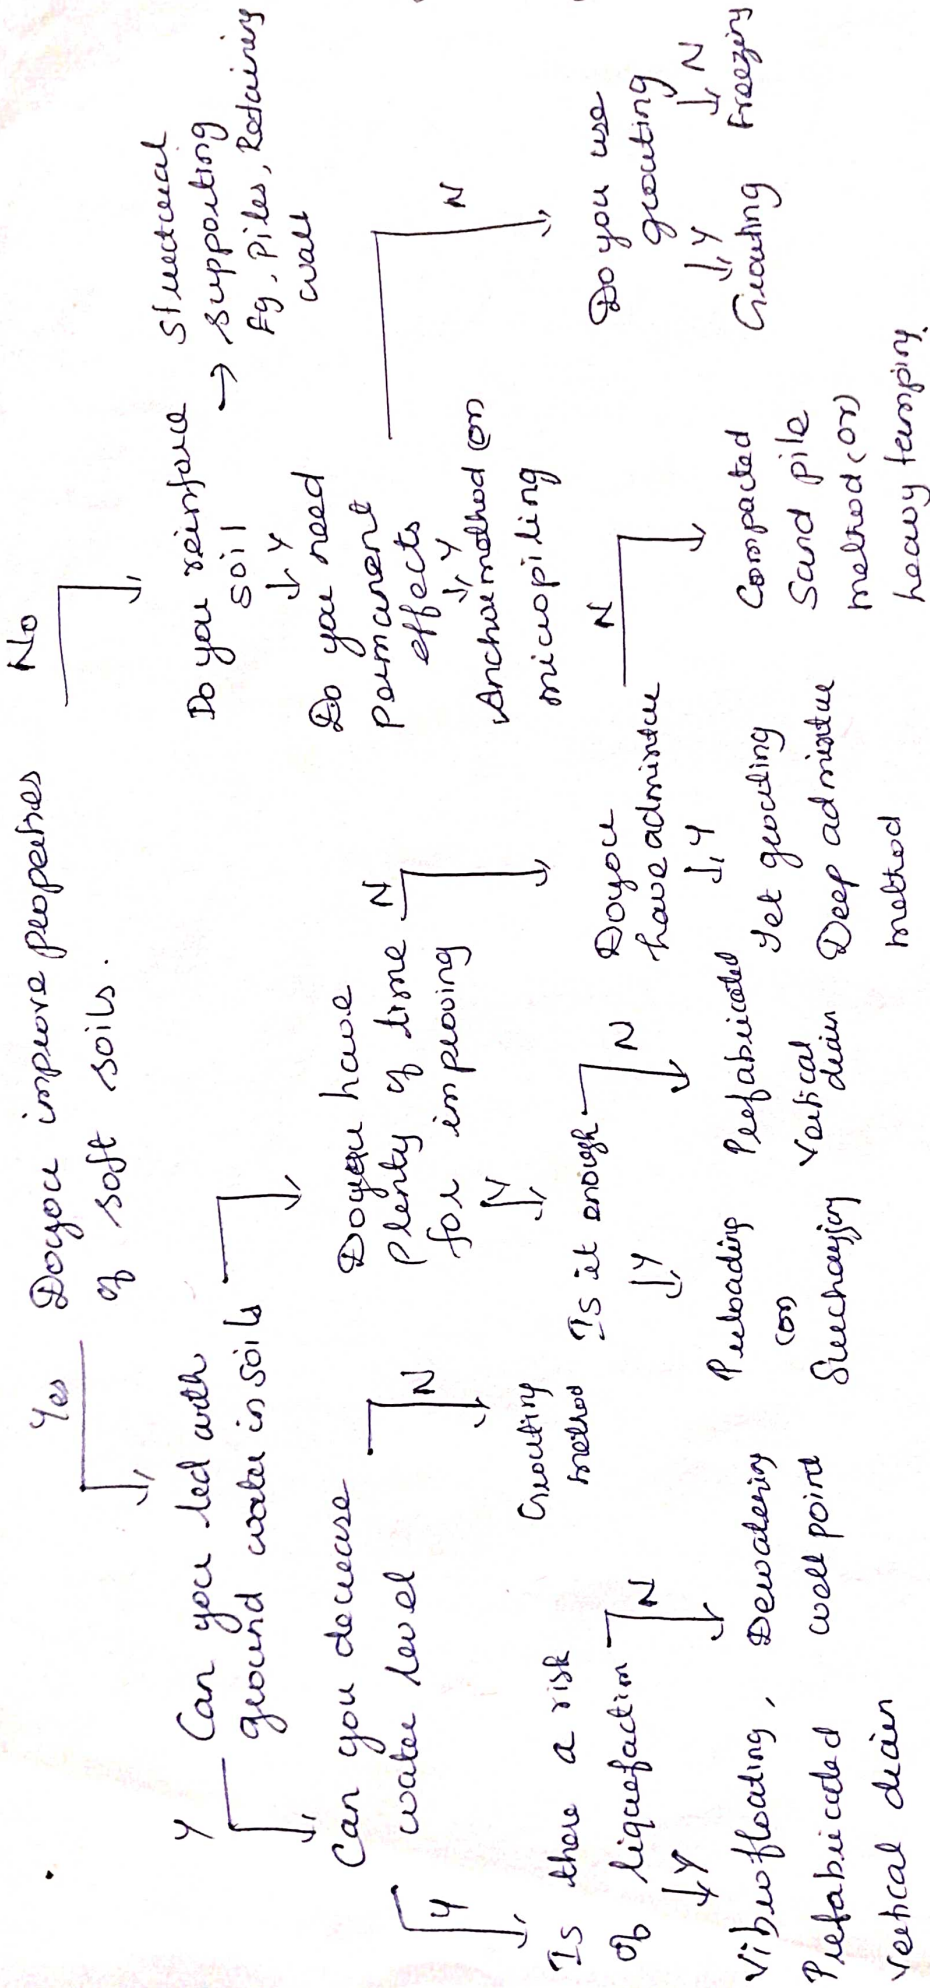 Yes
Do you improve properties
of soft soils.
No
Y
Can you led with
ground water in soils
Do you reinforce
soil
→ Structural
supporting
Eg. Piles, Retaining
wall
↓ Y
Can you decrease
water level
Do you have
plenty of time
for improving
N
Do you need
permanent
effects
N
Y
N
Y
↓ Y
Is there a risk
of liquefaction
Grouting
method
Is it enough
Do you
have admixture
Anchor method (or)
micropiling
Do you use
grouting
↓ Y
N
↓ Y
N
↓ Y
N
↓ Y
↓ N
Vibrofloating,
Prefabricated
Vertical drain
Dewatering
well point
Preloading
(or)
Surcharging
Prefabricated
Vertical
drain
Jet grouting
Deep admixture
method
Compacted
Sand pile
method (or)
heavy tamping
Grouting
Freezing